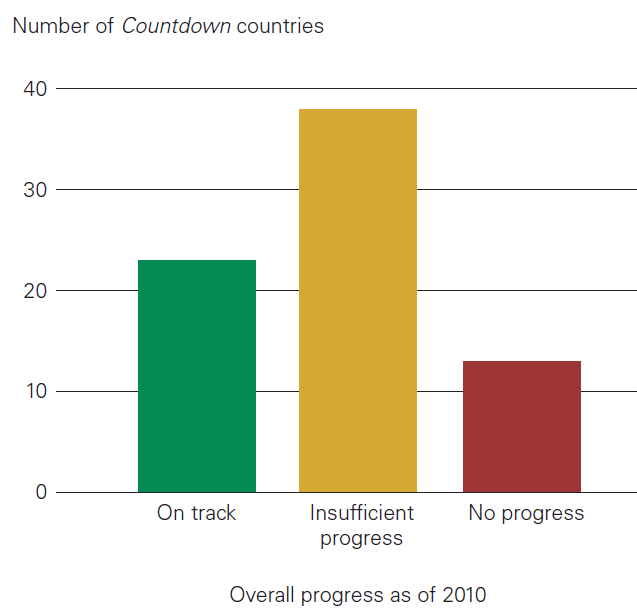 Number of Countdown countries
40
30
20
10
0
On track
Insufficient
progress
No progress
Overall progress as of 2010